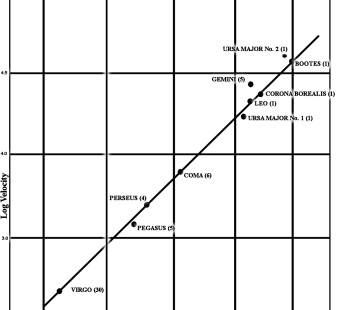 URSA MAJOR No. 2 (1)
BOOTES (1)
4.5
GEMINI (5)
CORONA BOREALIS (1)
LEO (1)
URSA MAJOR No. 1 (1)
4.0
COMA (6)
Log Velocity
PERSEUS (4)
PEGASUS (5)
3.0
VIRGO (30)